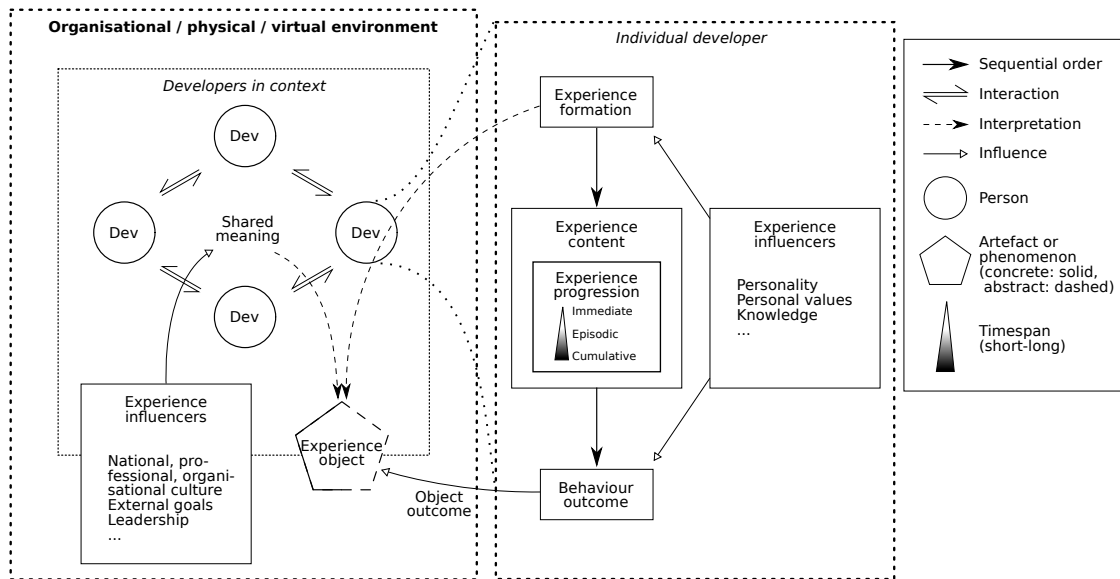 Organisational / physical / virtual environment
Developers in context
Dev
Dev
Shared
meaning
Dev
Dev
Experience
influencers
National, pro-
fessional, organi-
sational culture
External goals
Leadership
...
Experience
object
Object
outcome
Individual developer
Experience
formation
Experience
content
Experience
progression
Immediate
Episodic
Cumulative
Experience
influencers
Personality
Personal values
Knowledge
...
Behaviour
outcome
Sequential order
Interaction
Interpretation
Influence
Person
Artefact or
phenomenon
(concrete: solid,
abstract: dashed)
Timespan
(short-long)